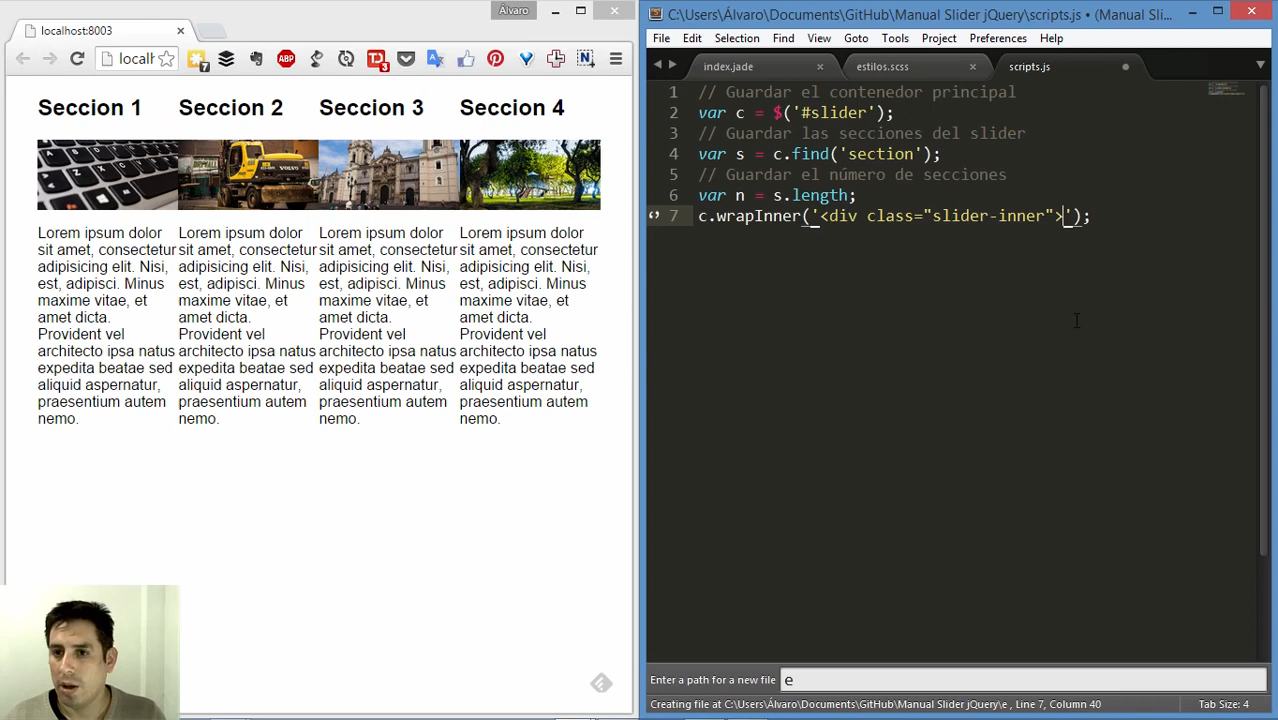 Álvaro
localhost:8003
localh
7
ABP
3
Seccion 1
Seccion 2
Seccion 3
Seccion 4
VOLVO
Lorem ipsum dolor
sit amet, consectetur
adipisicing elit. Nisi,
est, adipisci. Minus
maxime vitae, et
amet dicta.
Provident vel
architecto ipsa natus
expedita beatae sed
aliquid aspernatur,
praesentium autem
nemo.
Lorem ipsum dolor
sit amet, consectetur
adipisicing elit. Nisi,
est, adipisci. Minus
maxime vitae, et
amet dicta.
Provident vel
architecto ipsa natus
expedita beatae sed
aliquid aspernatur,
praesentium autem
nemo.
Lorem ipsum dolor
sit amet, consectetur
adipisicing elit. Nisi,
est, adipisci. Minus
maxime vitae, et
amet dicta.
Provident vel
architecto ipsa natus
expedita beatae sed
aliquid aspernatur,
praesentium autem
nemo.
Lorem ipsum dolor
sit amet, consectetur
adipisicing elit. Nisi,
est, adipisci. Minus
maxime vitae, et
amet dicta.
Provident vel
architecto ipsa natus
expedita beatae sed
aliquid aspernatur,
praesentium autem
nemo.
C:\Users\Álvaro\Documents\GitHub\Manual Slider jQuery\scripts.js • (Manual Sli...
File Edit Selection Find View Goto Tools Project Preferences Help
index.jade
estilos.scss
scripts.js
1 // Guardar el contenedor principal
2 var c = $('#slider');
3 // Guardar las secciones del slider
4 var s = c.find('section');
5 // Guardar el número de secciones
6 var n = s.length;
7 c.wrapInner('<div class="slider-inner">');
Enter a path for a new file e
Creating file at C:\Users\Álvaro\Documents\GitHub\Manual Slider jQuery\e , Line 7, Column 40
Tab Size: 4